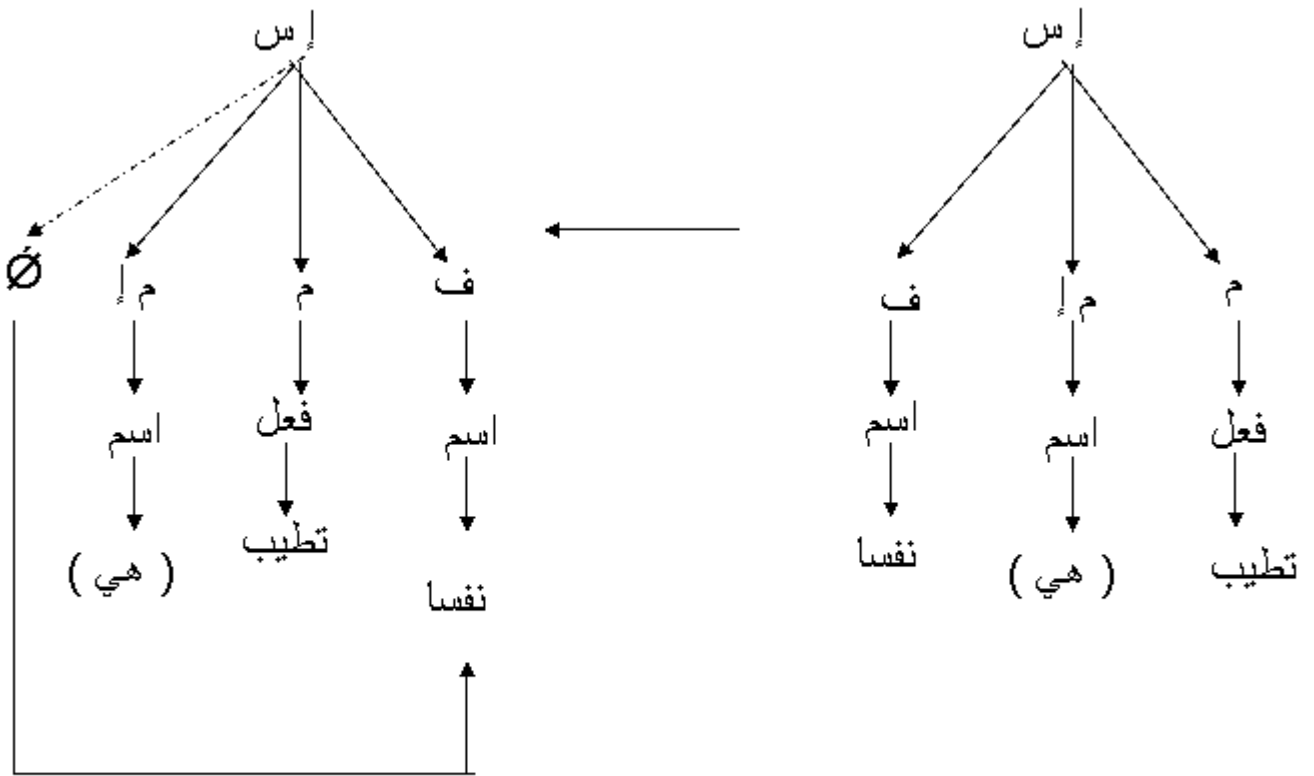 إ س
م
م إ
ف
فعل
اسم
اسم
تطيب
( هي )
نفسا
إ س
ف
م
م إ
Ǿ
اسم
فعل
اسم
نفسا
تطيب
( هي )